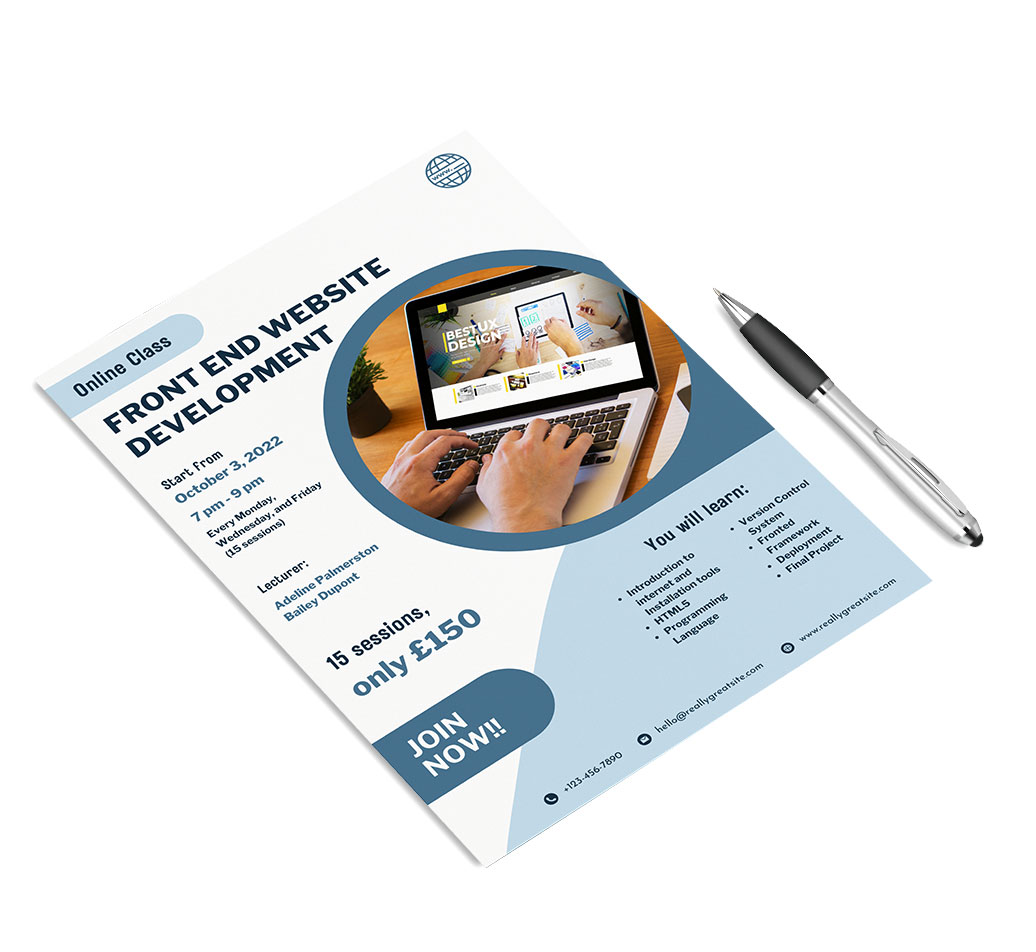 www.
Online Class
FRONT END WEBSITE
DEVELOPMENT
Start from
October 3, 2022
7 pm - 9 pm
Every Monday,
Wednesday, and Friday
(15 sessions)
Lecturer:
Adeline Palmerston
Bailey Dupont
15 sessions,
only £150
JOIN
NOW!!
BESTUX
DESIGN
You will learn:
• Introduction to
Internet and
Installation tools
• HTML5
• Programming
Language
• Version Control
System
• Fronted
Framework
• Deployment
• Final Project
+123-456-7890
hello@reallygreatsite.com
www.reallygreatsite.com